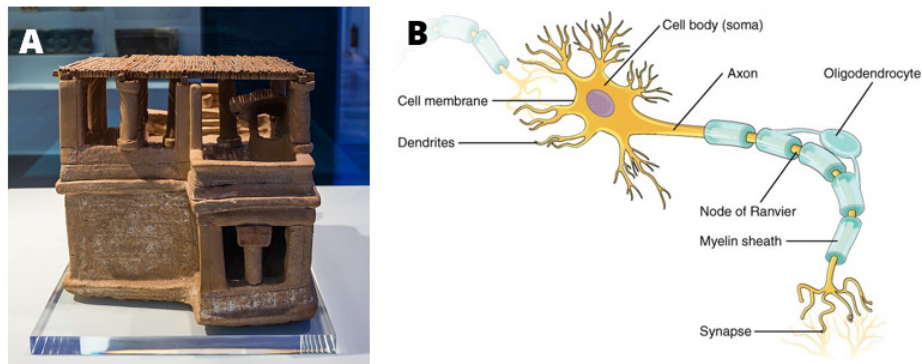 A
B
Cell body (soma)
Axon
Oligodendrocyte
Cell membrane
Dendrites
Node of Ranvier
Myelin sheath
Synapse